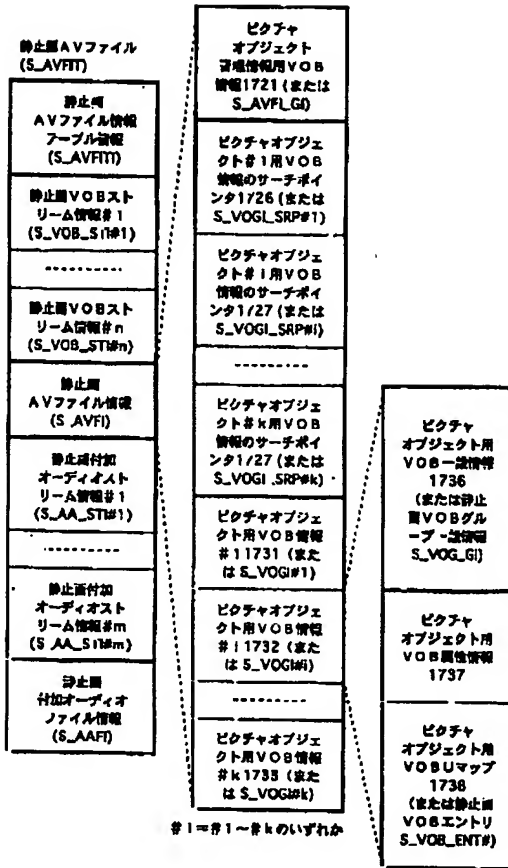 静止画AVファイル
(S_AVFIT)
静止画
AVファイル情報
テーブル情報
(S_AVFITI)
静止画VOBスト
リーム情報#1
(S_VOB_STI#1)
静止画VOBスト
リーム情報#n
(S_VOB_STI#n)
静止画
AVファイル情報
(S_AVFI)
静止画付加
オーディオスト
リーム情報#1
(S_AA_STI#1)
静止画付加
オーディオスト
リーム情報#m
(S_AA_STI#m)
静止画
付加オーディオ
ファイル情報
(S_AAFI)
ピクチャ
オブジェクト
管理情報用VOB
情報1721(または
S_AVFI_GI)
ピクチャオブジェ
クト#1用VOB
情報のサーチポイ
ンタ1726(または
S_VOGI_SRP#1)
ピクチャオブジェ
クト#i用VOB
情報のサーチポイ
ンタ1727(または
S_VOGI_SRP#i)
ピクチャオブジェ
クト#k用VOB
情報のサーチポイ
ンタ1727(または
S_VOGI_SRP#k)
ピクチャオブジェ
クト用VOB情報
#11731(また
はS_VOGI#1)
ピクチャオブジェ
クト用VOB情報
#i1732(また
はS_VOGI#i)
ピクチャオブジェ
クト用VOB情報
#k1733(また
はS_VOGI#k)
#i=#1~#kのいずれか
ピクチャ
オブジェクト用
VOB一般情報
1736
(または静止
画VOBグル
ープ一般情報
S_VOG_GI)
ピクチャ
オブジェクト用
VOB属性情報
1737
ピクチャ
オブジェクト用
VOBUマップ
1738
(または静止画
VOBエントリ
S_VOB_ENT#)